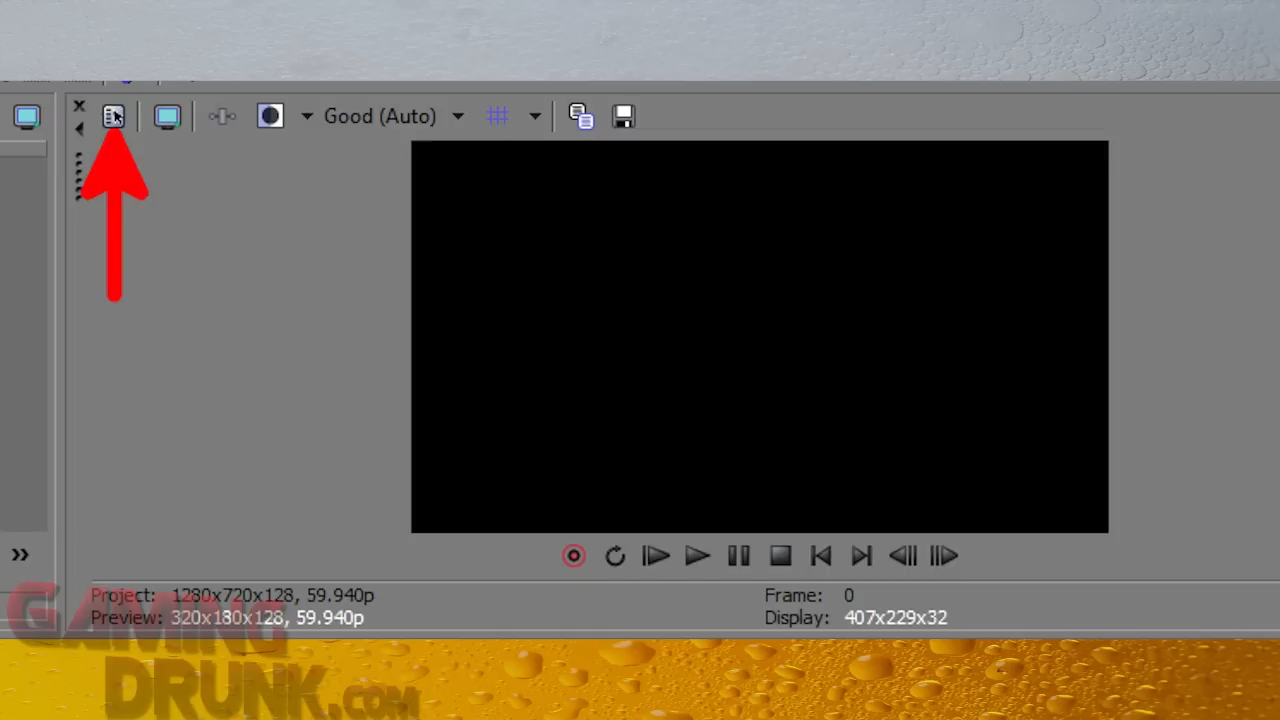 Good (Auto)
Project: 1280x720x128, 59.940p
Preview: 320x180x128, 59.940p
Frame: 0
Display: 407x229x32
GAMING
DRUNK.COM